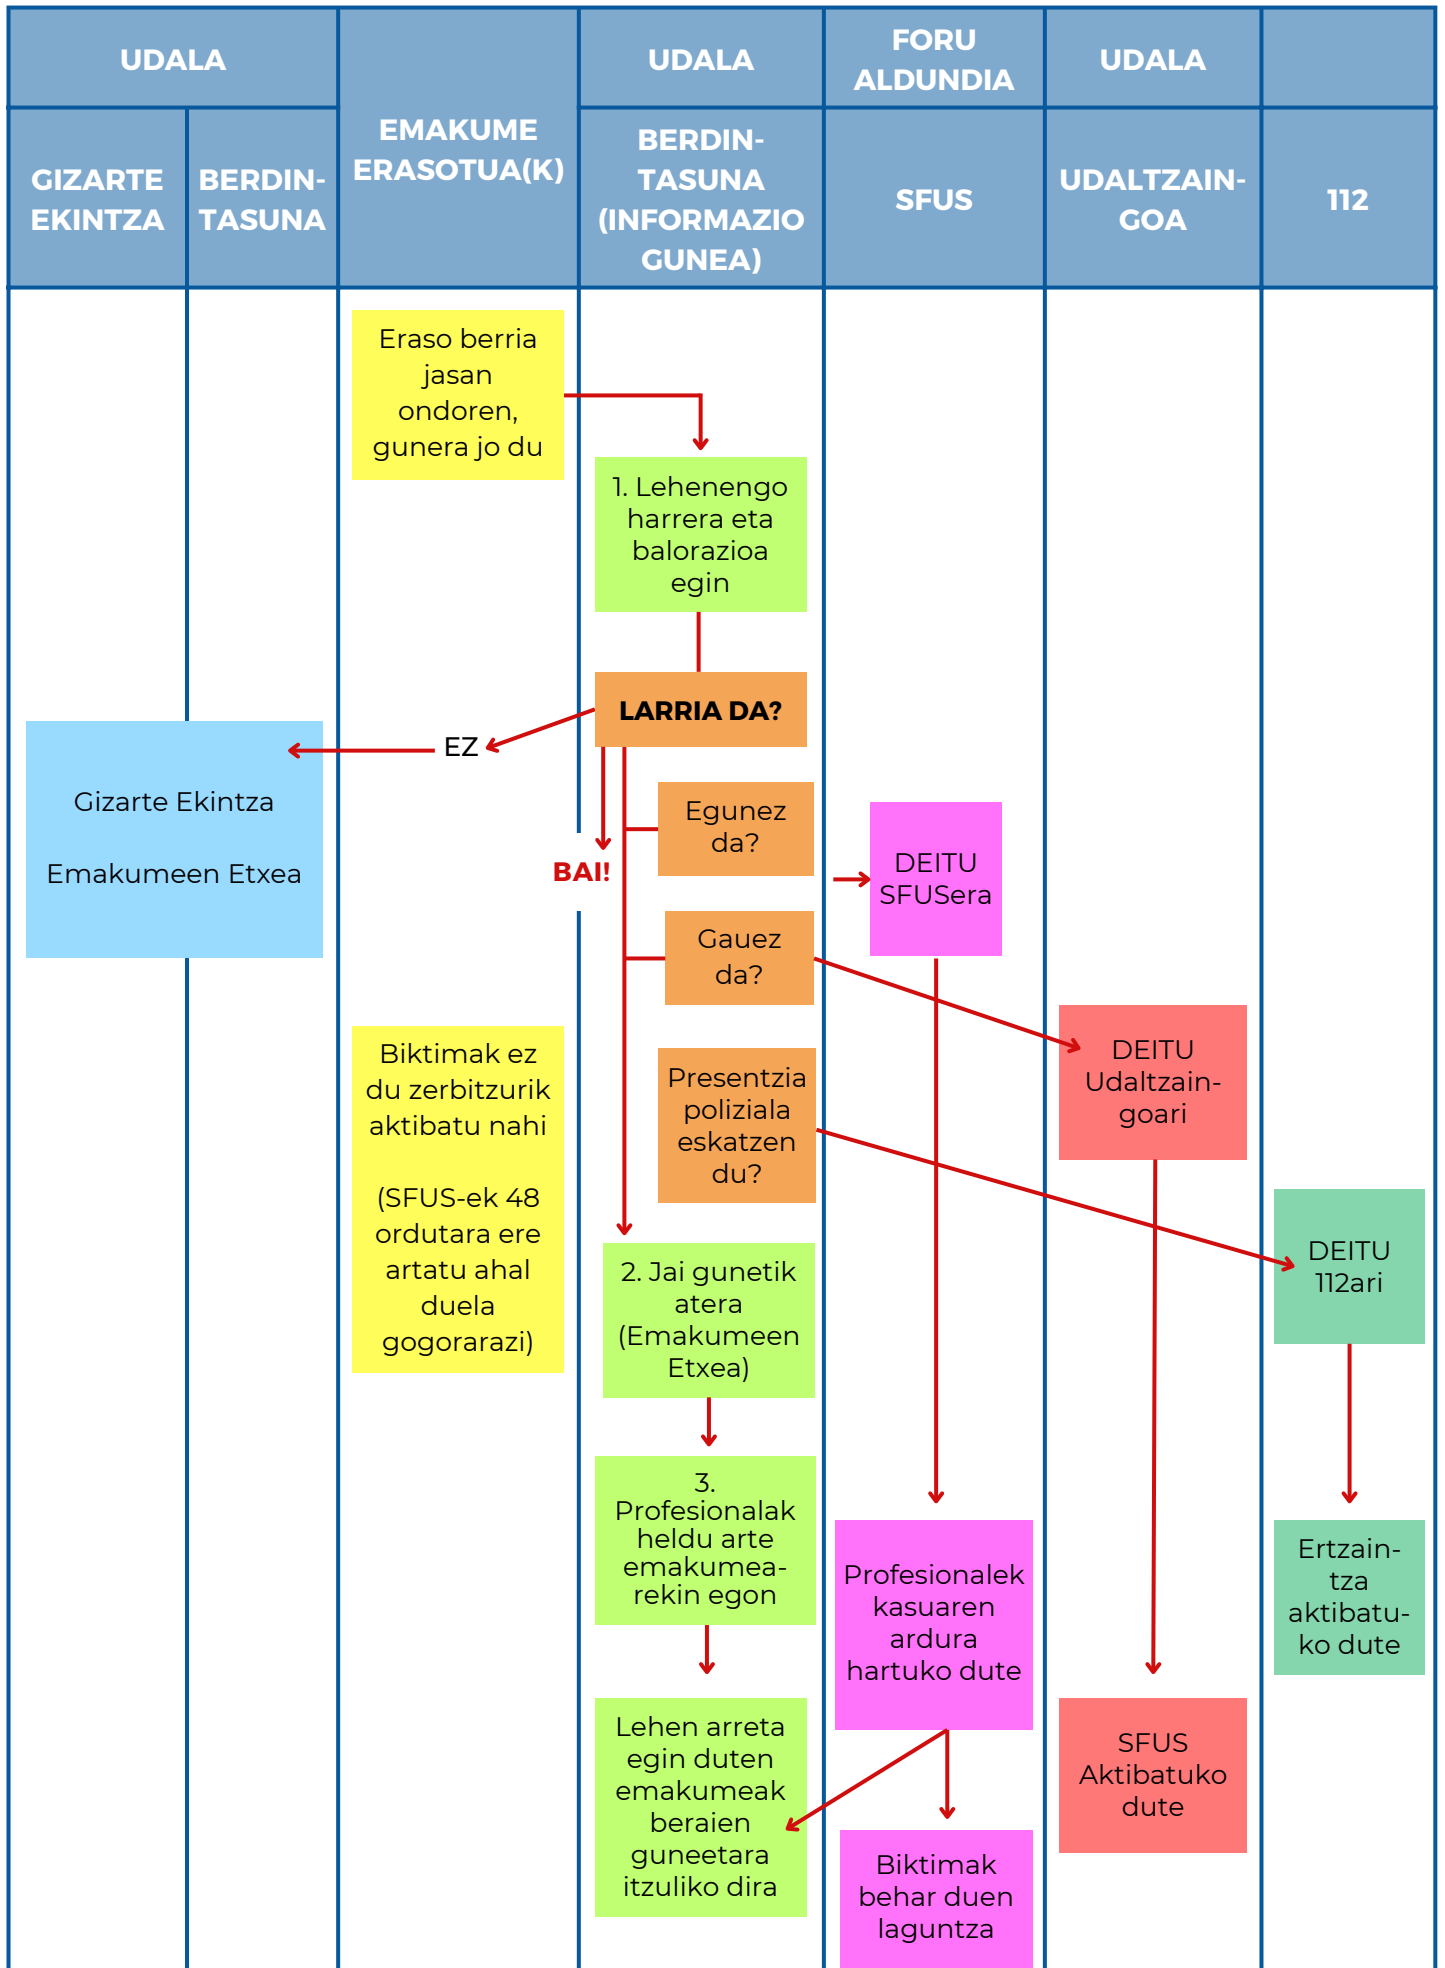 UDALA
UDALA
FORU
ALDUNDIA
UDALA
GIZARTE
EKINTZA
BERDIN-
TASUNA
EMAKUME
ERASOTUA(K)
BERDIN-
TASUNA
(INFORMAZIO
GUNEA)
SFUS
UDALTZAIN-
GOA
112
Eraso berria
jasan
ondoren,
gunera jo du
1. Lehenengo
harrera eta
balorazioa
egin
LARRIA DA?
EZ
Gizarte Ekintza
Emakumeen Etxea
BAI!
Egunez
da?
DEITU
SFUSera
Gauez
da?
DEITU
Udaltzain-
goari
Biktimak ez
du zerbitzurik
aktibatu nahi
(SFUS-ek 48
ordutara ere
artatu ahal
duela
gogorarazi)
Presentzia
poliziala
eskatzen
du?
DEITU
112ari
2. Jai gunetik
atera
(Emakumeen
Etxea)
3.
Profesionalak
heldu arte
emakumea-
rekin egon
Profesionalek
kasuaren
ardura
hartuko dute
Ertzain-
tza
aktibatu-
ko dute
Lehen arreta
egin duten
emakumeak
beraien
guneetara
itzuliko dira
SFUS
Aktibatuko
dute
Biktimak
behar duen
laguntza